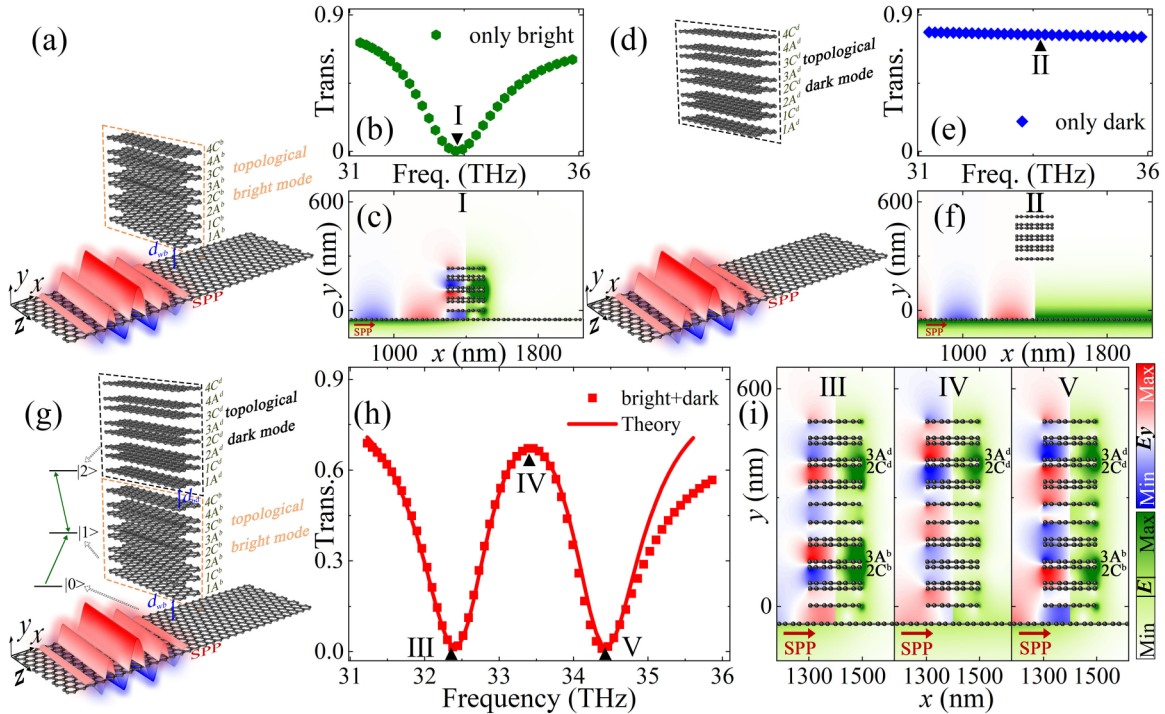 (a)
4C^b
4A^b
3C^b
3A^b
2C^b
2A^b
1C^b
1A^b
topological
bright mode
d_wb
SPP
y
x
z
0.9
Trans.
0
only bright
I
(b)
31
Freq. (THz)
36
I
(c)
600
y (nm)
0
SPP
1000
1800
x (nm)
(d)
4C^d
4A^d
3C^d
3A^d
2C^d
2A^d
1C^d
1A^d
topological
dark mode
SPP
y
x
z
0.9
Trans.
0
II
(e)
only dark
31
Freq. (THz)
36
II
(f)
600
y (nm)
0
SPP
1000
1800
x (nm)
(g)
4C^d
4A^d
3C^d
3A^d
2C^d
2A^d
1C^d
1A^d
topological
dark mode
|2>
4C^b
4A^b
3C^b
3A^b
2C^b
2A^b
1C^b
1A^b
topological
bright mode
|1>
|0>
d_wb
SPP
y
x
z
(h)
bright+dark
Theory
0.9
0.6
0.3
0.0
Trans.
III
IV
V
31
32
33
34
35
36
Frequency (THz)
(i)
III
IV
V
600
y (nm)
0
3A^d
2C^d
3A^b
2C^b
3A^d
2C^d
3A^d
2C^d
3A^b
2C^b
SPP
SPP
SPP
1300 1500
1300 1500
1300 1500
x (nm)
Min Ey Max
Min |E| Max